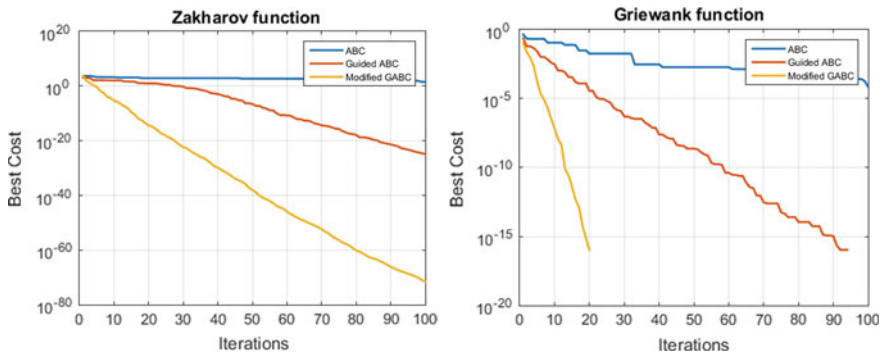 Zakharov function
10^20
10^0
10^-20
10^-40
10^-60
10^-80
Best Cost
ABC
Guided ABC
Modified GABC
0 10 20 30 40 50 60 70 80 90 100
Iterations
Griewank function
10^0
10^-5
10^-10
10^-15
10^-20
Best Cost
ABC
Guided ABC
Modified GABC
0 10 20 30 40 50 60 70 80 90 100
Iterations